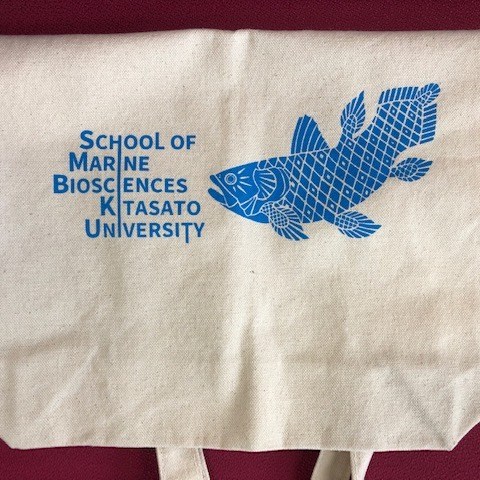 School of
Marine
Biosciences
Kitasato
University